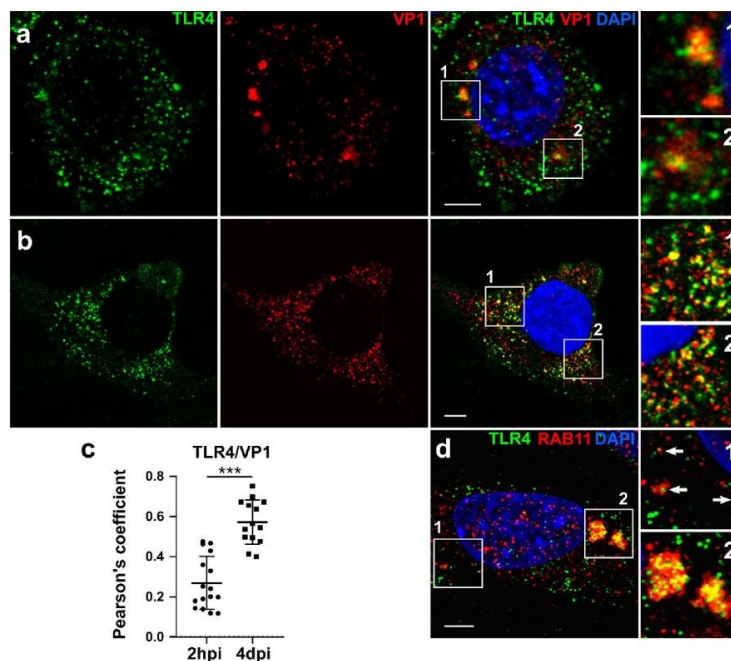 a TLR4 VP1 TLR4 VP1 DAPI 1
1
2
2
b 1
1
2
2
c TLR4/VP1
***
Pearson's coefficient
0.8
0.6
0.4
0.2
0.0
2hpi 4dpi
d TLR4 RAB11 DAPI 1
1
2
2